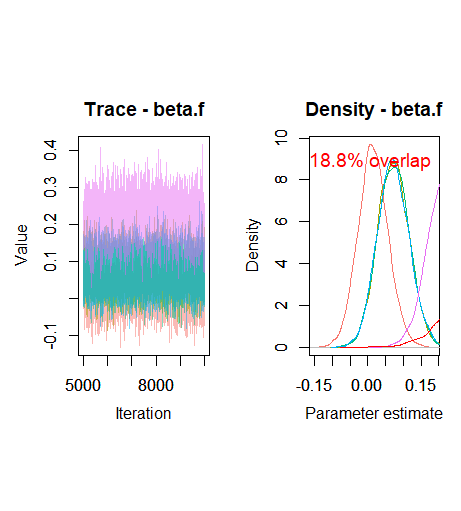 Trace - beta.f
Value
-0.1
0.1
0.2
0.3
0.4
5000
8000
Iteration
Density - beta.f
18.8% overlap
Density
0
2
4
6
8
10
-0.15
0.00
0.15
Parameter estimate